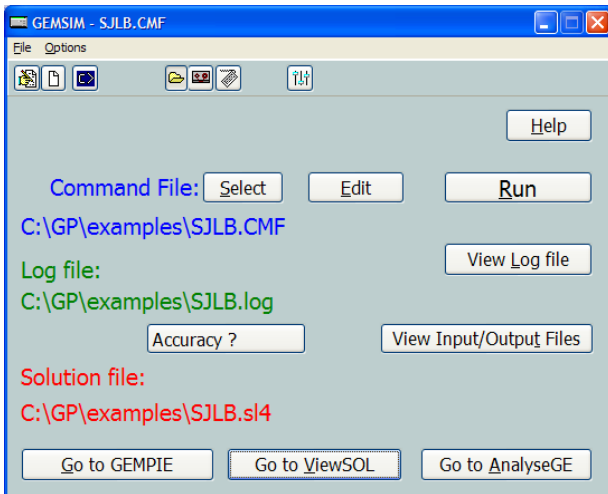 GEMSIM - SJLB.CMF
File Options
Help
Command File: Select Edit Run
C:\GP\examples\SJLB.CMF
View Log file
Log file:
C:\GP\examples\SJLB.log
Accuracy ? View Input/Output Files
Solution file:
C:\GP\examples\SJLB.sl4
Go to GEMPIE Go to ViewSOL Go to AnalyseGE